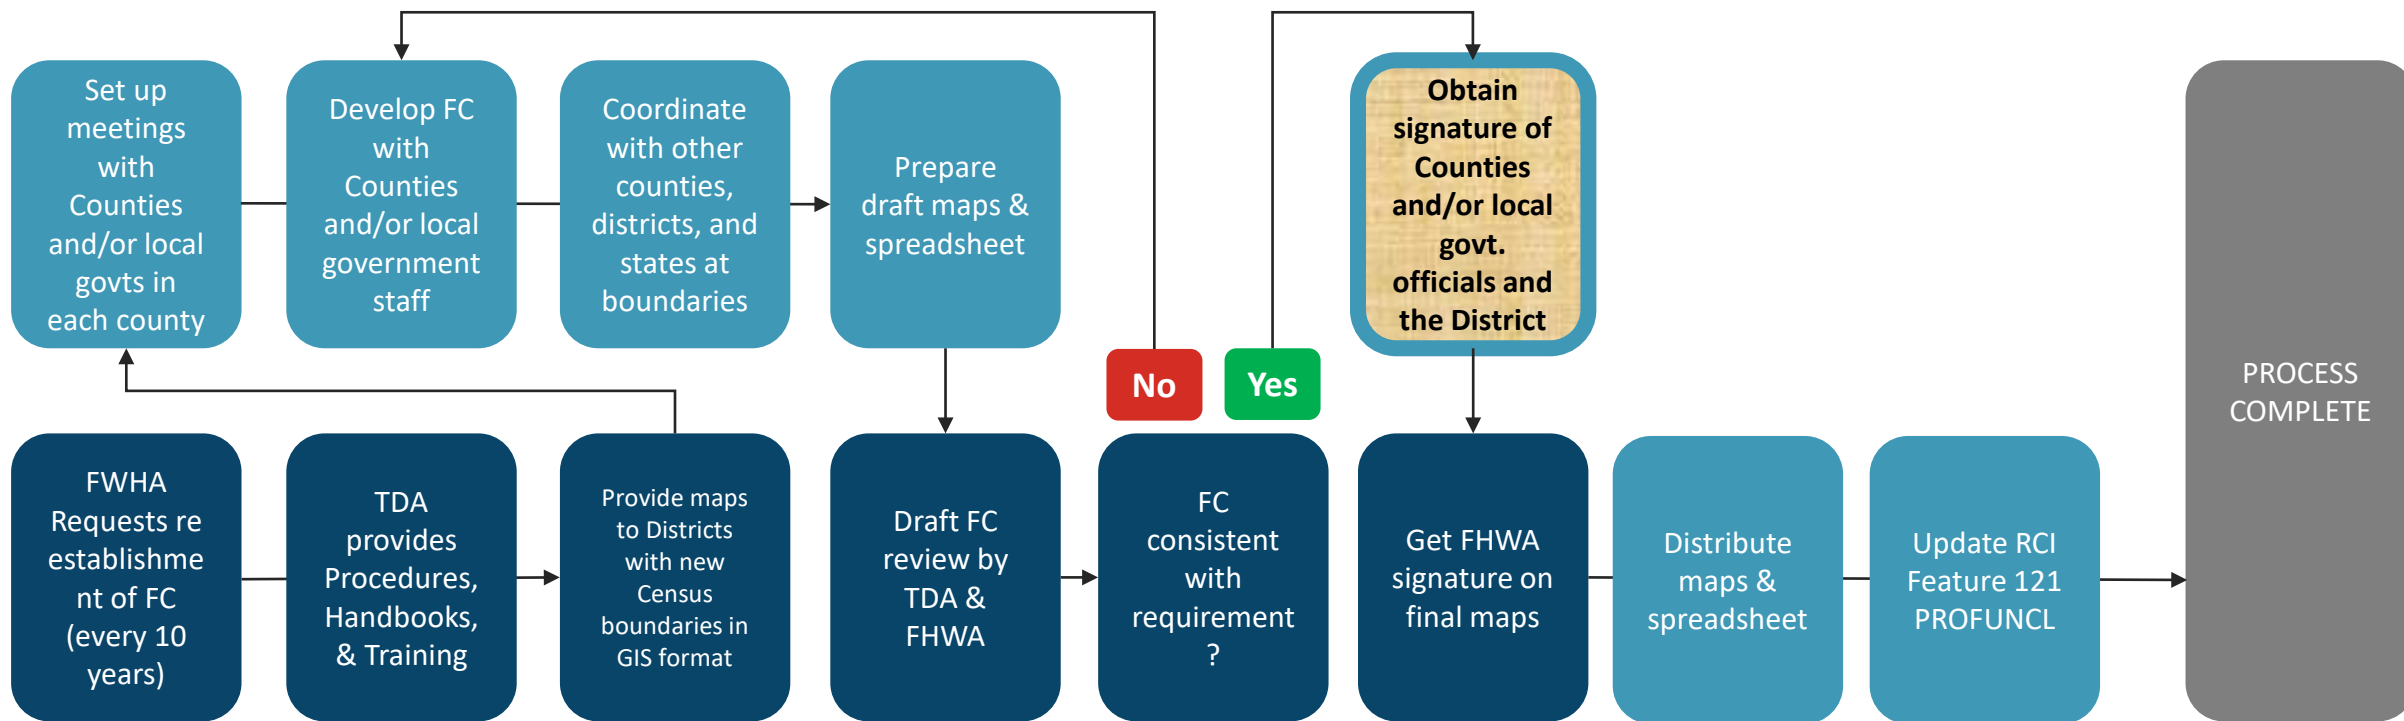 Set up
meetings
with
Counties
and/or local
govts in
each county
Develop FC
with
Counties
and/or local
government
staff
Coordinate
with other
counties,
districts, and
states at
boundaries
Prepare
draft maps &
spreadsheet
Obtain
signature of
Counties
and/or local
govt.
officials and
the District
No
Yes
PROCESS
COMPLETE
FWHA
Requests re
establishme
nt of FC
(every 10
years)
TDA
provides
Procedures,
Handbooks,
& Training
Provide maps
to Districts
with new
Census
boundaries in
GIS format
Draft FC
review by
TDA &
FHWA
FC
consistent
with
requirement
?
Get FHWA
signature on
final maps
Distribute
maps &
spreadsheet
Update RCI
Feature 121
PROFUNCL